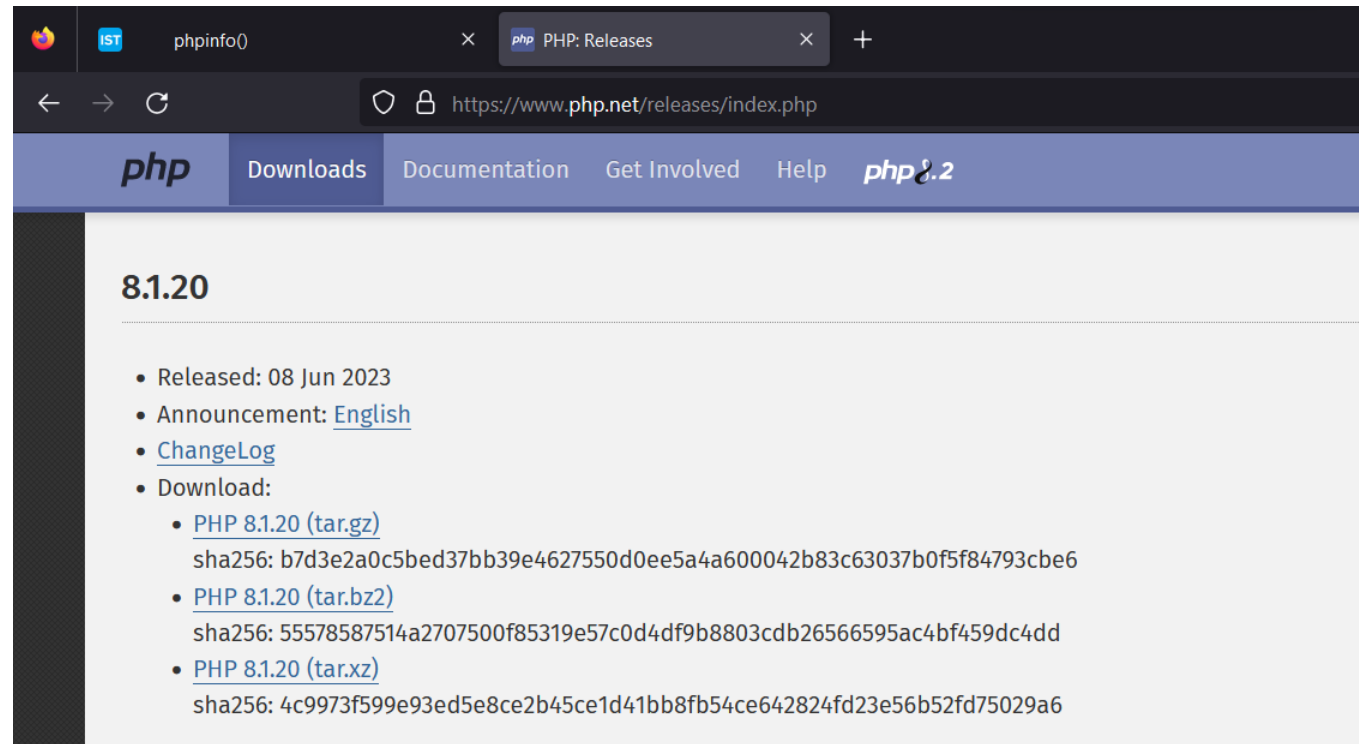 IST phpinfo() php PHP: Releases
https://www.php.net/releases/index.php
php Downloads Documentation Get Involved Help php8.2
8.1.20
Released: 08 Jun 2023
Announcement: English
ChangeLog
Download:
PHP 8.1.20 (tar.gz)
sha256: b7d3e2a0c5bed37bb39e4627550d0ee5a4a600042b83c63037b0f5f84793cbe6
PHP 8.1.20 (tar.bz2)
sha256: 55578587514a2707500f85319e57c0d4df9b8803cdb26566595ac4bf459dc4dd
PHP 8.1.20 (tar.xz)
sha256: 4c9973f599e93ed5e8ce2b45ce1d41bb8fb54ce642824fd23e56b52fd75029a6